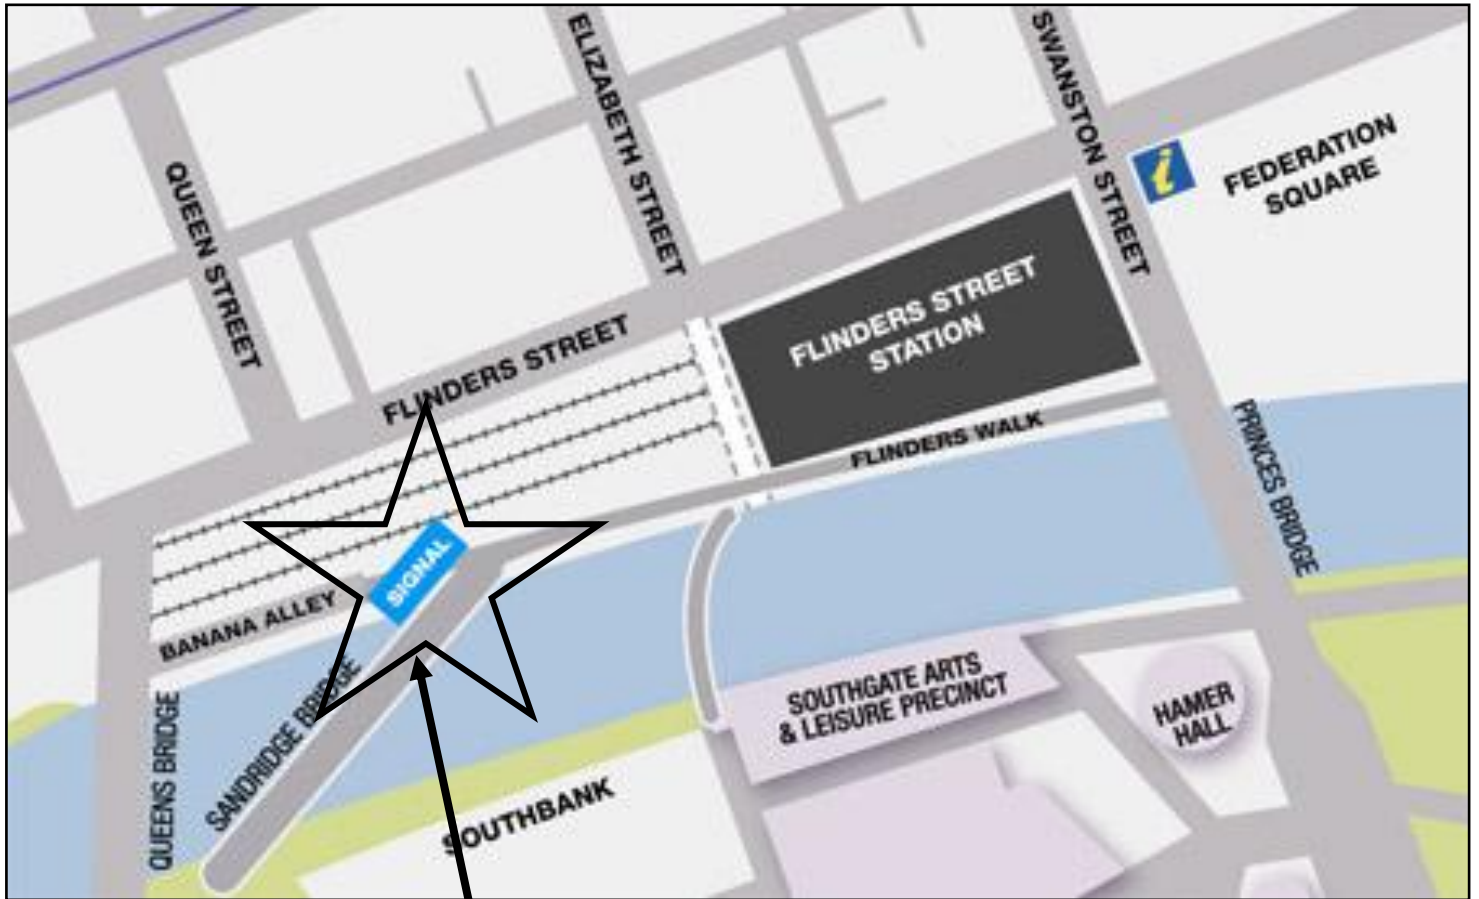 ELIZABETH STREET
SWANSTON STREET
QUEEN STREET
i
FEDERATION
SQUARE
FLINDERS STREET
STATION
FLINDERS STREET
FLINDERS WALK
PRINCES BRIDGE
SIGNAL
BANANA ALLEY
QUEENS BRIDGE
SANDRIDGE BRIDGE
SOUTHGATE ARTS
& LEISURE PRECINCT
HAMER
HALL
SOUTHBANK